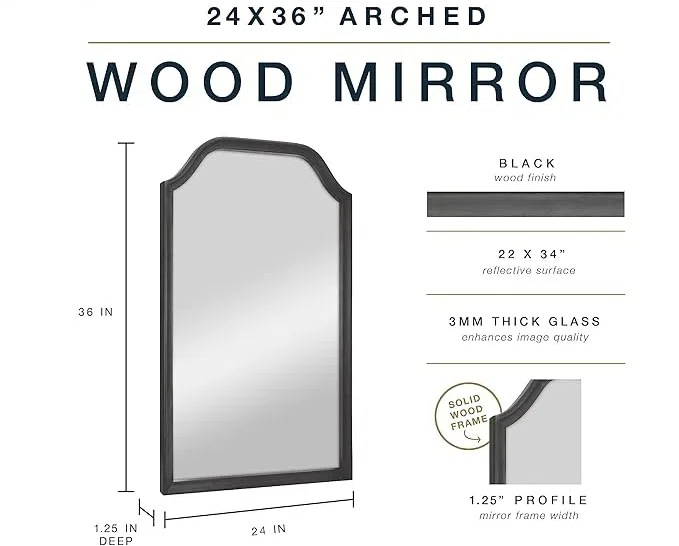 24X36” ARCHED
WOOD MIRROR
BLACK
wood finish
22 X 34”
reflective surface
36 IN
3MM THICK GLASS
enhances image quality
SOLID
WOOD
FRAME
1.25” PROFILE
mirror frame width
1.25 IN
DEEP
24 IN